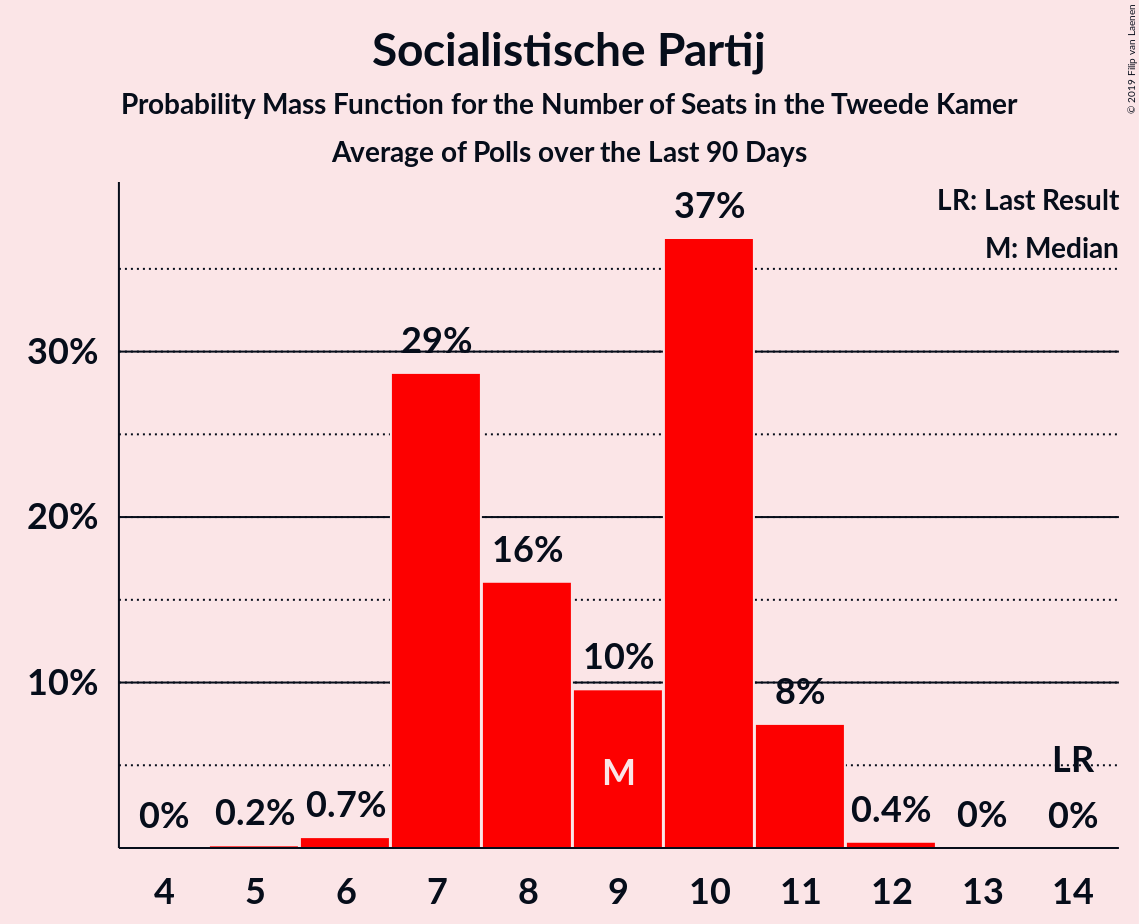 Socialistische Partij
Probability Mass Function for the Number of Seats in the Tweede Kamer
Average of Polls over the Last 90 Days
© 2019 Filip van Laenen
LR: Last Result
M: Median
37%
30%
29%
20%
16%
10%
10%
8%
M
LR
0%
0.2%
0.7%
0.4%
0%
0%
4 5 6 7 8 9 10 11 12 13 14